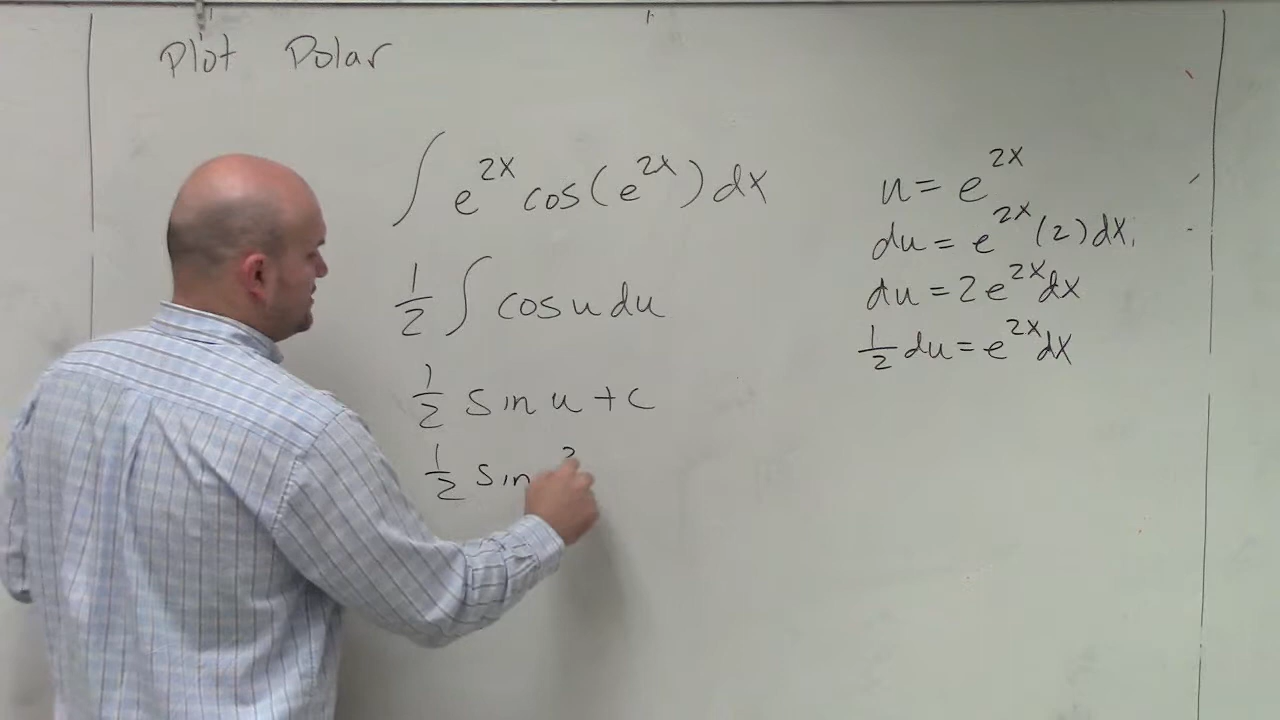 Plot Polar
∫ e^{2x} cos(e^{2x}) dx
1/2 ∫ cos u du
1/2 sin u + c
1/2 sin
u = e^{2x}
du = e^{2x}(2)dx
du = 2e^{2x}dx
1/2 du = e^{2x}dx